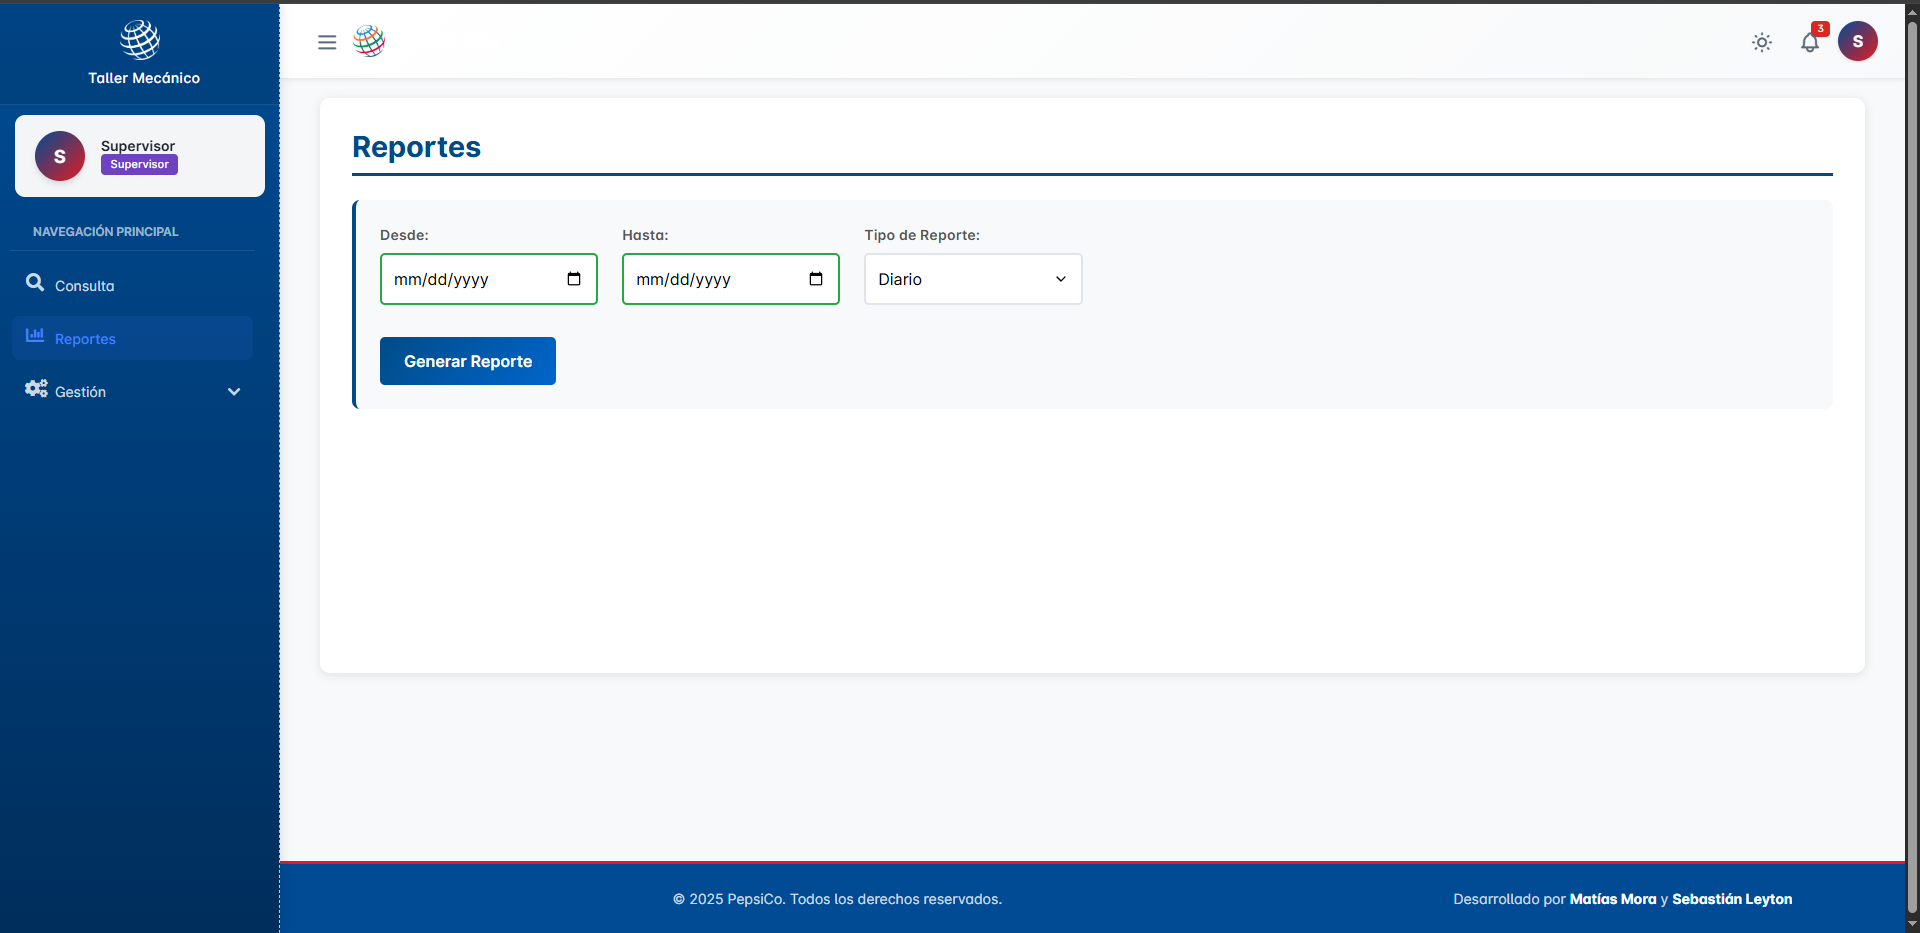 Taller Mecánico
3
S
S
Supervisor
Supervisor
NAVEGACIÓN PRINCIPAL
Consulta
Reportes
Gestión
Reportes
Desde:
Hasta:
Tipo de Reporte:
mm/dd/yyyy
mm/dd/yyyy
Diario
Generar Reporte
© 2025 PepsiCo. Todos los derechos reservados.
Desarrollado por Matías Mora y Sebastián Leyton